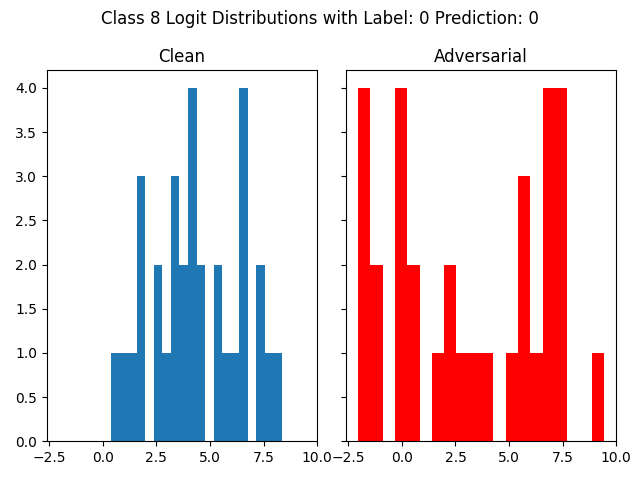 Class 8 Logit Distributions with Label: 0 Prediction: 0
Clean
Adversarial
4.0
3.5
3.0
2.5
2.0
1.5
1.0
0.5
0.0
−2.5 0.0 2.5 5.0 7.5 10.0
−2.5 0.0 2.5 5.0 7.5 10.0